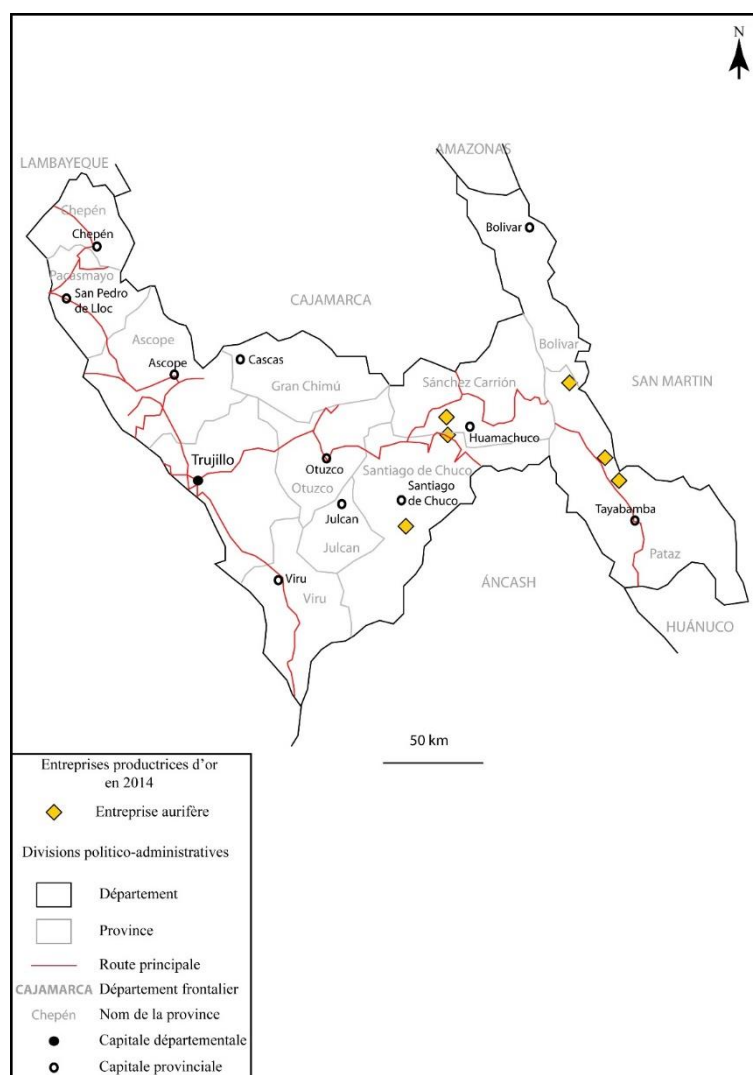 N
LAMBAYEQUE
AMAZONAS
Chepén
Chepén
Bolivar
Pacasmayo
San Pedro
de Lloc
CAJAMARCA
Ascope
Bolívar
Ascope
Cascas
Gran Chimú
Sánchez Carrión
SAN MARTIN
Huamachuco
Trujillo
Otuzco
Santiago de Chuco
Otuzco
Santiago
de Chuco
Julcan
Tayabamba
Julcan
Pataz
Viru
Viru
ÁNCASH
HUÁNUCO
50 km
Entreprises productrices d'or
en 2014
Entreprise aurifère
Divisions politico-administratives
Département
Province
Route principale
CAJAMARCA Département frontalier
Chepén Nom de la province
Capitale départementale
Capitale provinciale